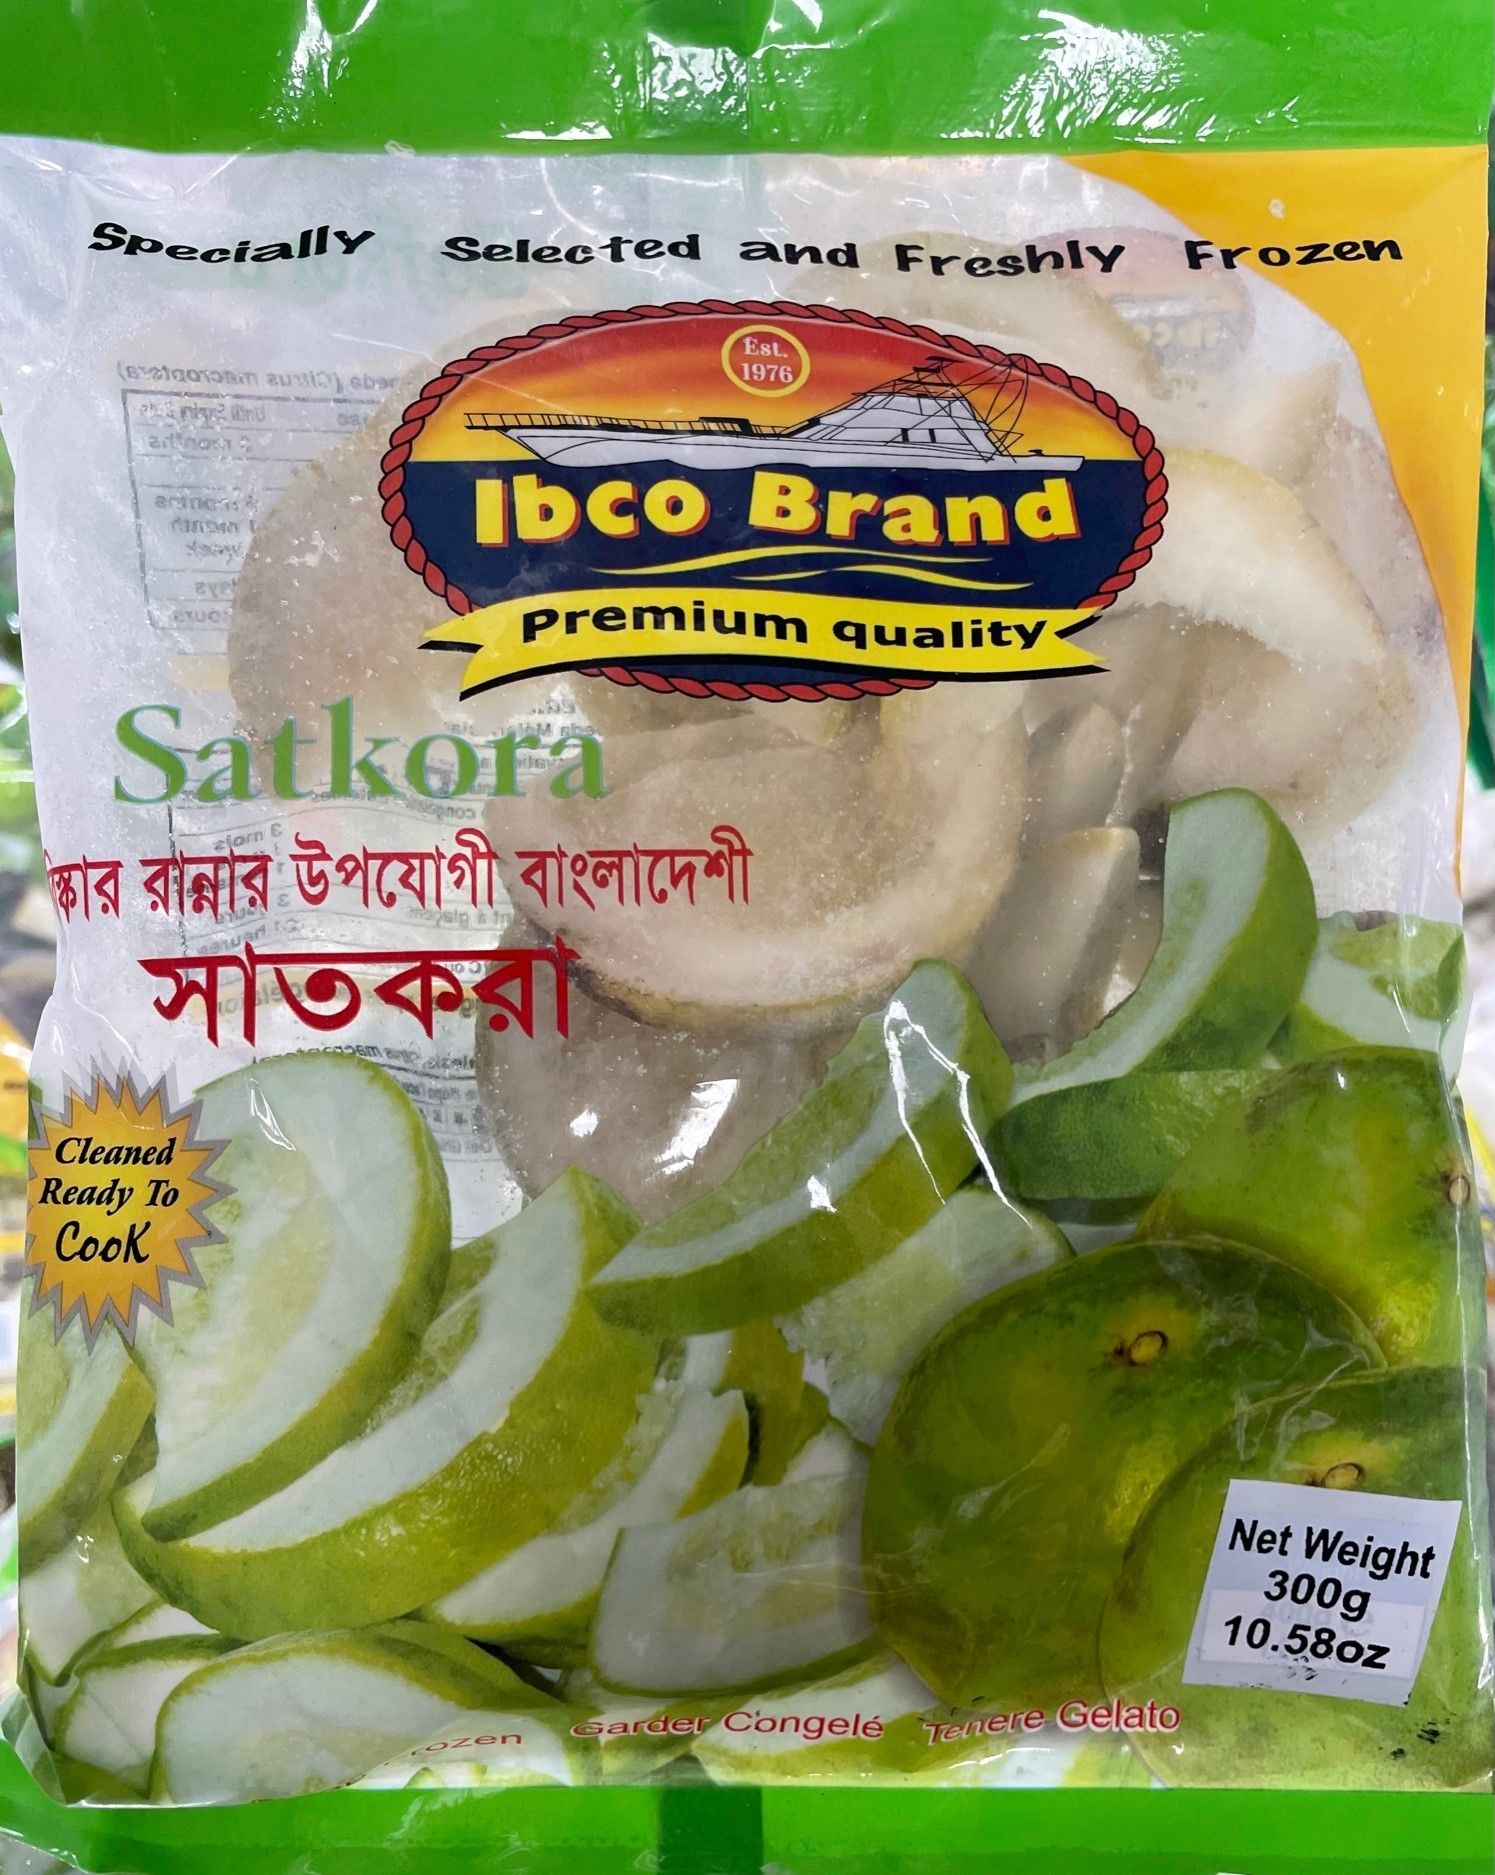 Specially Selected and Freshly Frozen
Est.
1976
Ibco Brand
Premium quality
Satkora
রান্নার উপযোগী বাংলাদেশী
সাতকরা
Cleaned
Ready To
Cook
Net Weight
300g
10.58oz
Garder Congelé Tenere Gelato